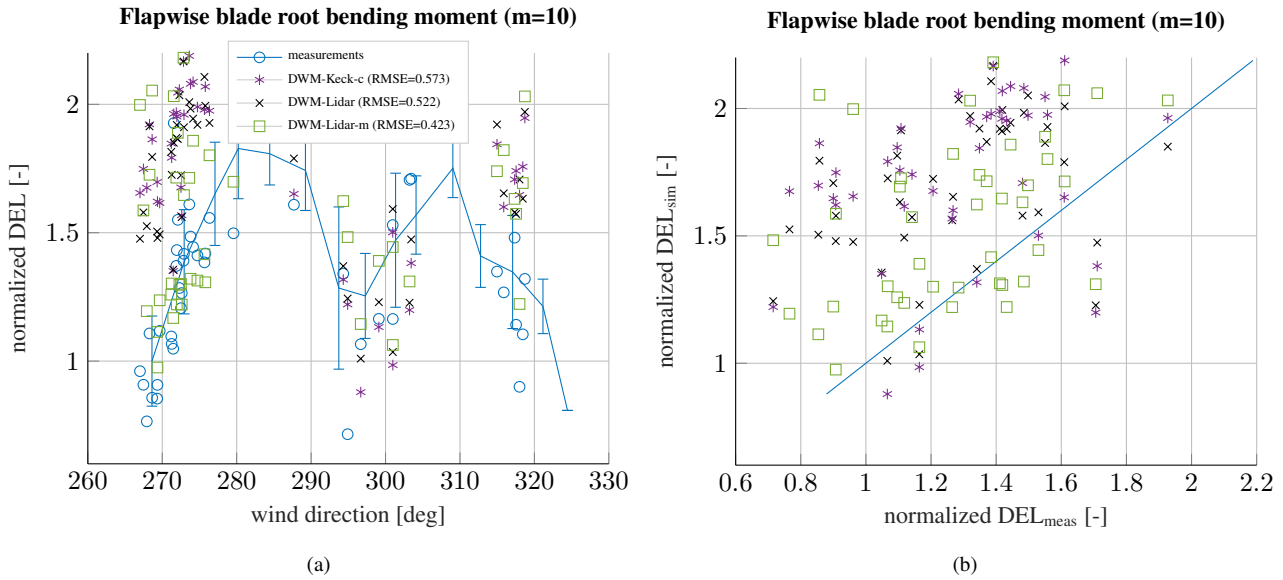 Flapwise blade root bending moment (m=10)
measurements
DWM-Keck-c (RMSE=0.573)
DWM-Lidar (RMSE=0.522)
DWM-Lidar-m (RMSE=0.423)
normalized DEL [-]
2
1.5
1
260 270 280 290 300 310 320 330
wind direction [deg]
(a)
Flapwise blade root bending moment (m=10)
normalized DELsim [-]
2
1.5
1
0.6 0.8 1 1.2 1.4 1.6 1.8 2 2.2
normalized DELmeas [-]
(b)